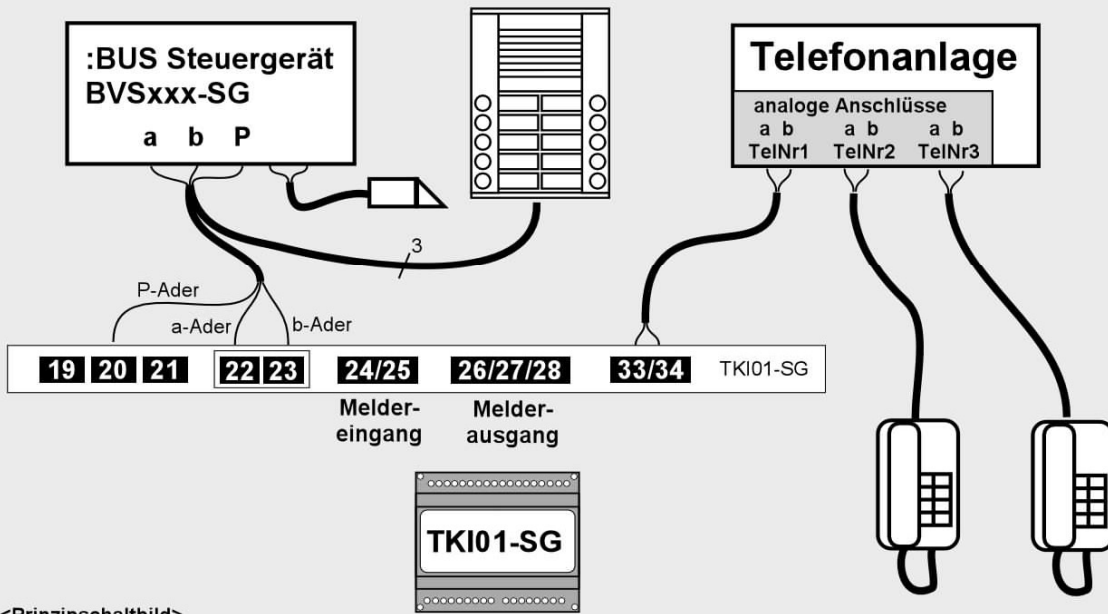 :BUS Steuergerät
BVSxxx-SG
a b P
Telefonanlage
analoge Anschlüsse
a b a b a b
TelNr1 TelNr2 TelNr3
3
P-Ader
a-Ader
b-Ader
19 20 21 22 23 24/25 26/27/28 33/34 TKI01-SG
Melder-
eingang
Melder-
ausgang
TKI01-SG
<Prinzipschaltbild>